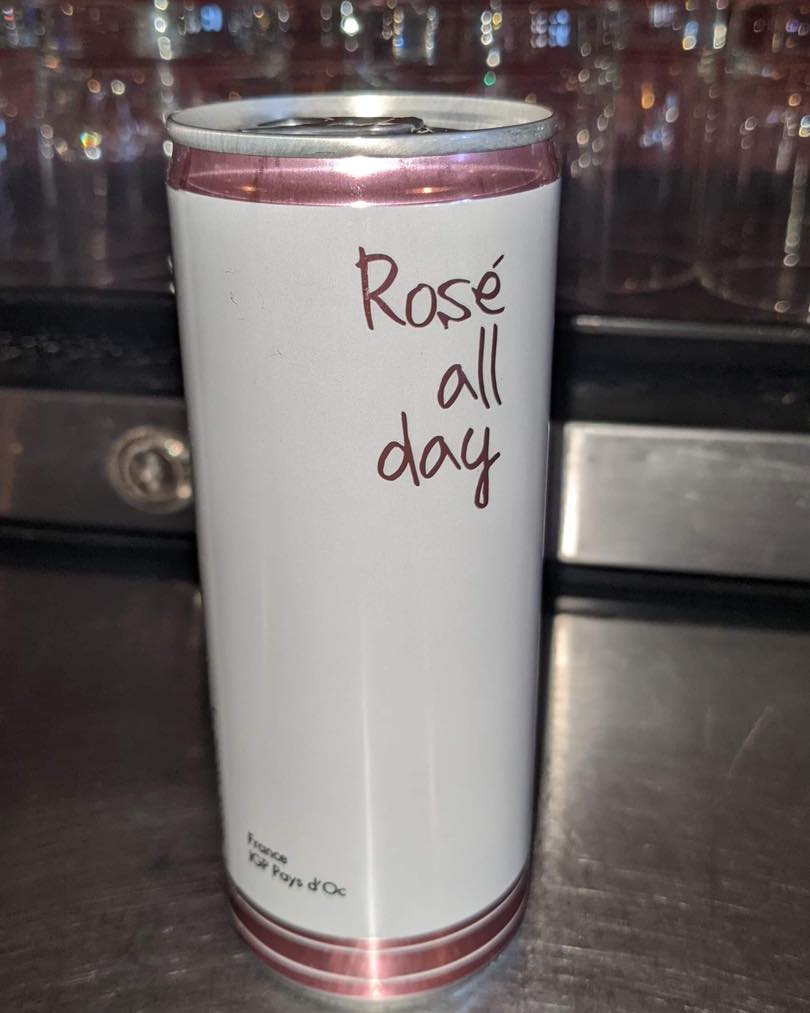 Rosé
all
day
France
IGP Pays d'Oc